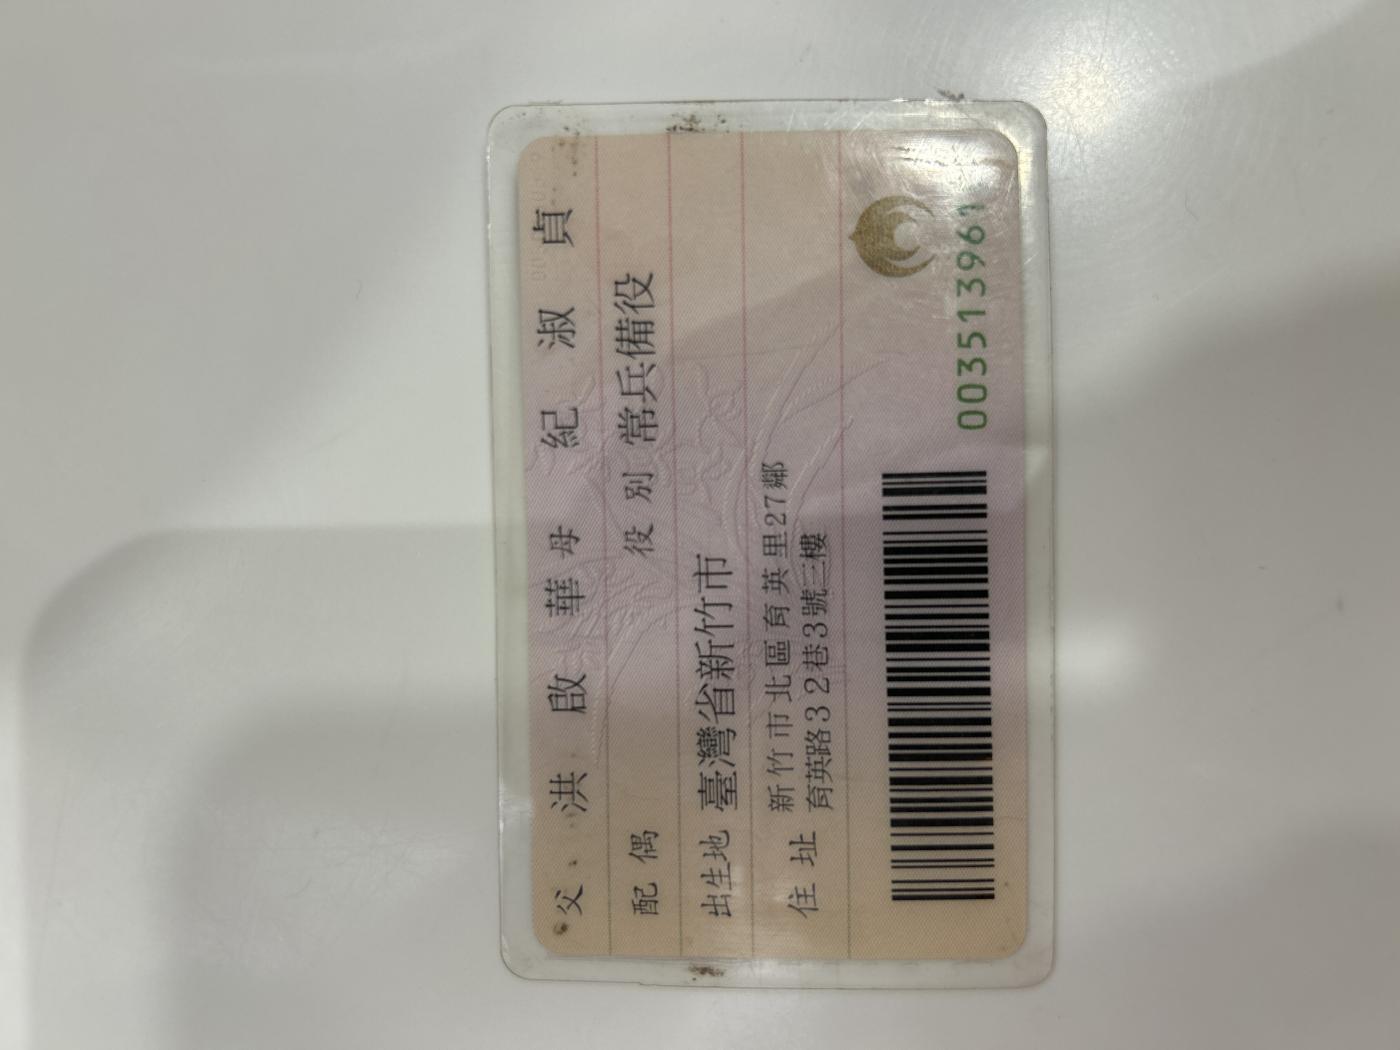 父 洪啟華 母 紀淑貞
配偶 役別 常兵備役
出生地 臺灣省新竹市
住址 新竹市北區育英里27鄰
育英路32巷3號三樓
0035139611